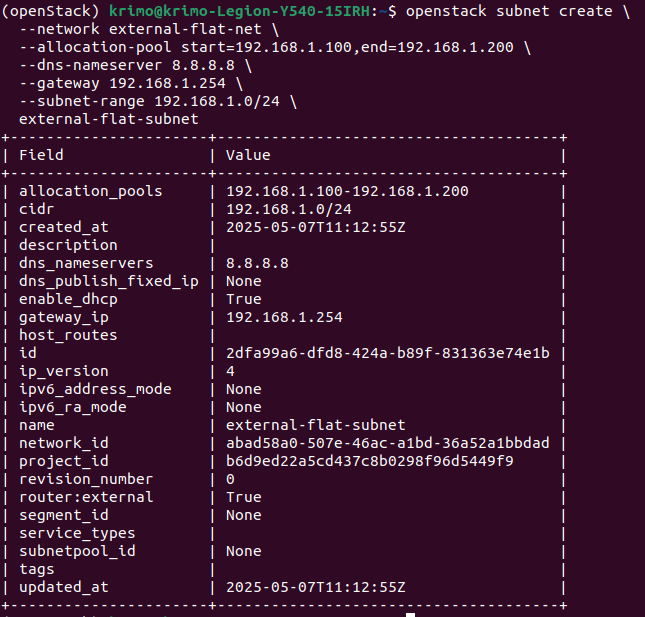 (openStack) krimo@krimo-Legion-Y540-15IRH:~$ openstack subnet create \
  --network external-flat-net \
  --allocation-pool start=192.168.1.100,end=192.168.1.200 \
  --dns-nameserver 8.8.8.8 \
  --gateway 192.168.1.254 \
  --subnet-range 192.168.1.0/24 \
  external-flat-subnet
+----------------------+--------------------------------------+
| Field                | Value                                |
+----------------------+--------------------------------------+
| allocation_pools     | 192.168.1.100-192.168.1.200          |
| cidr                 | 192.168.1.0/24                       |
| created_at           | 2025-05-07T11:12:55Z                 |
| description          |                                      |
| dns_nameservers      | 8.8.8.8                              |
| dns_publish_fixed_ip | None                                 |
| enable_dhcp          | True                                 |
| gateway_ip           | 192.168.1.254                        |
| host_routes          |                                      |
| id                   | 2dfa99a6-dfd8-424a-b89f-831363e74e1b |
| ip_version           | 4                                    |
| ipv6_address_mode    | None                                 |
| ipv6_ra_mode         | None                                 |
| name                 | external-flat-subnet                 |
| network_id           | abad58a0-507e-46ac-a1bd-36a52a1bbdad |
| project_id           | b6d9ed22a5cd437c8b0298f96d5449f9     |
| revision_number      | 0                                    |
| router:external      | True                                 |
| segment_id           | None                                 |
| service_types        |                                      |
| subnetpool_id        | None                                 |
| tags                 |                                      |
| updated_at           | 2025-05-07T11:12:55Z                 |
+----------------------+--------------------------------------+